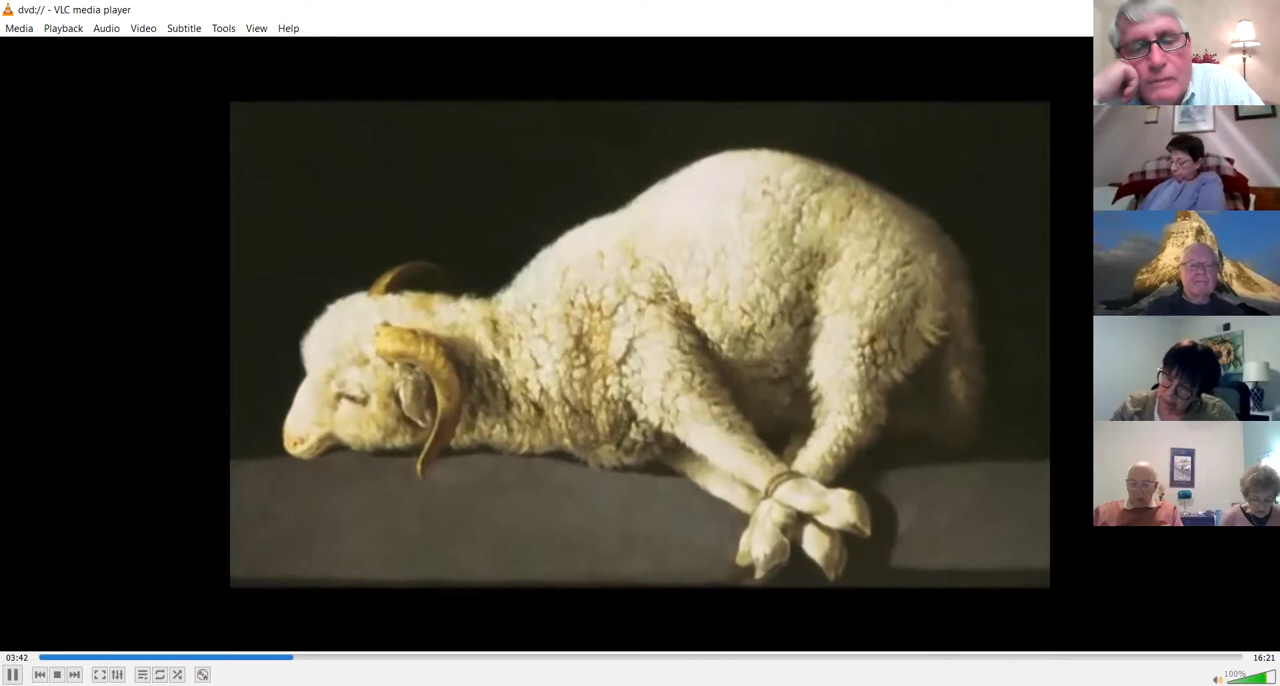 dvd:// - VLC media player
Media Playback Audio Video Subtitle Tools View Help
03:42
16:21
100%